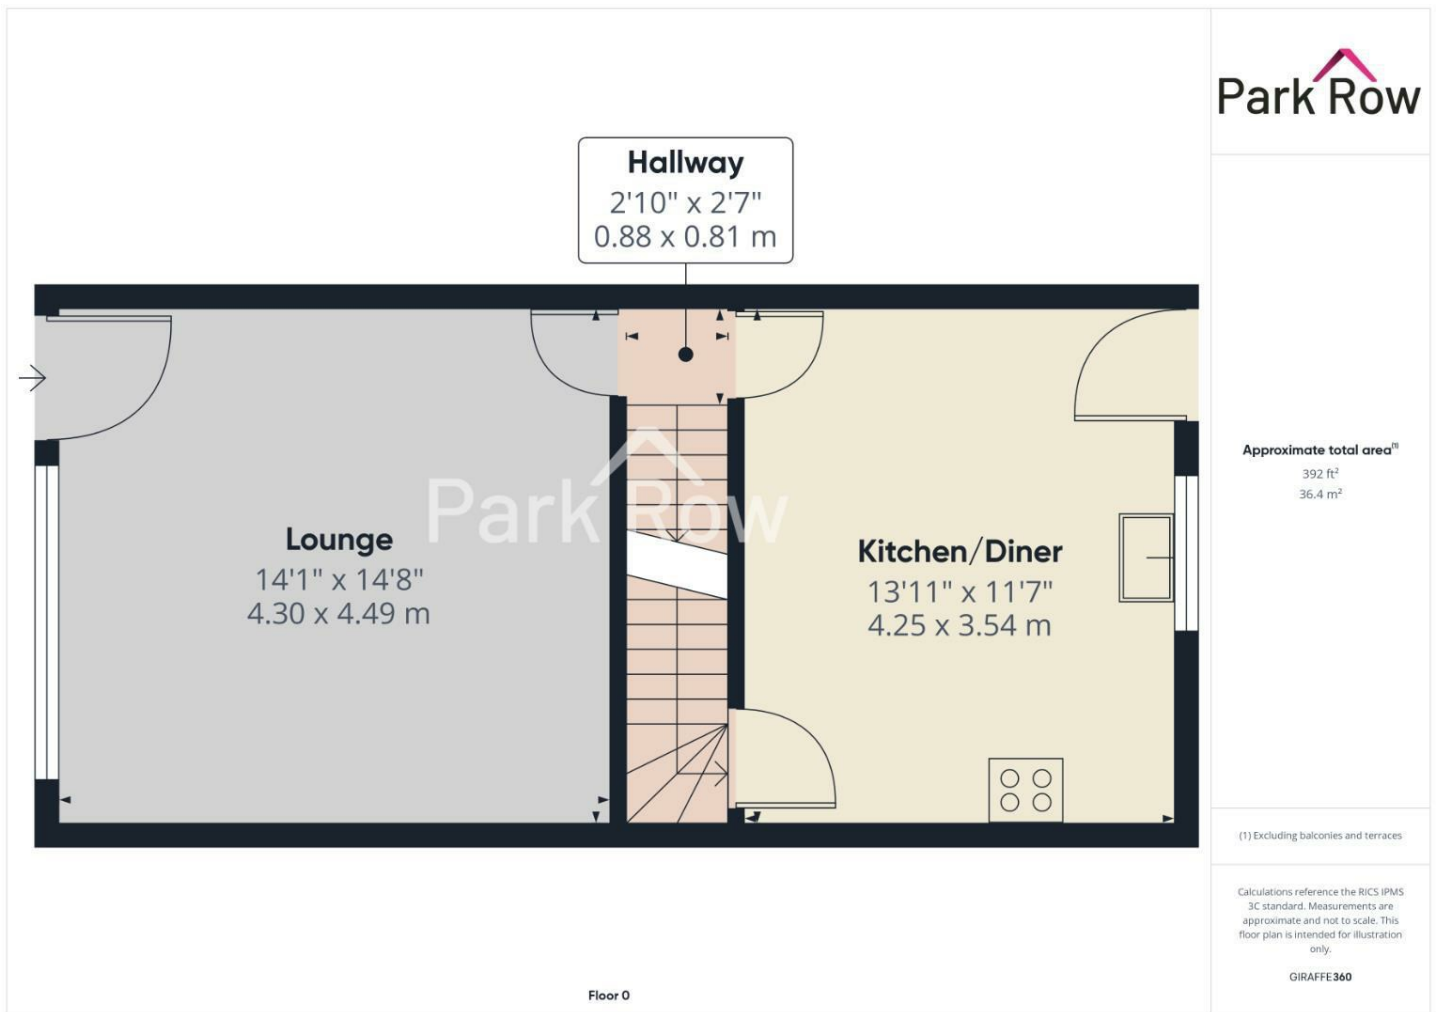 Park Row
Hallway
2'10" x 2'7"
0.88 x 0.81 m
Approximate total area(1)
392 ft²
36.4 m²
Park Row
Lounge
14'1" x 14'8"
4.30 x 4.49 m
Kitchen/Diner
13'11" x 11'7"
4.25 x 3.54 m
(1) Excluding balconies and terraces
Calculations reference the RICS IPMS
3C standard. Measurements are
approximate and not to scale. This
floor plan is intended for illustration
only.
GIRAFFE360
Floor 0